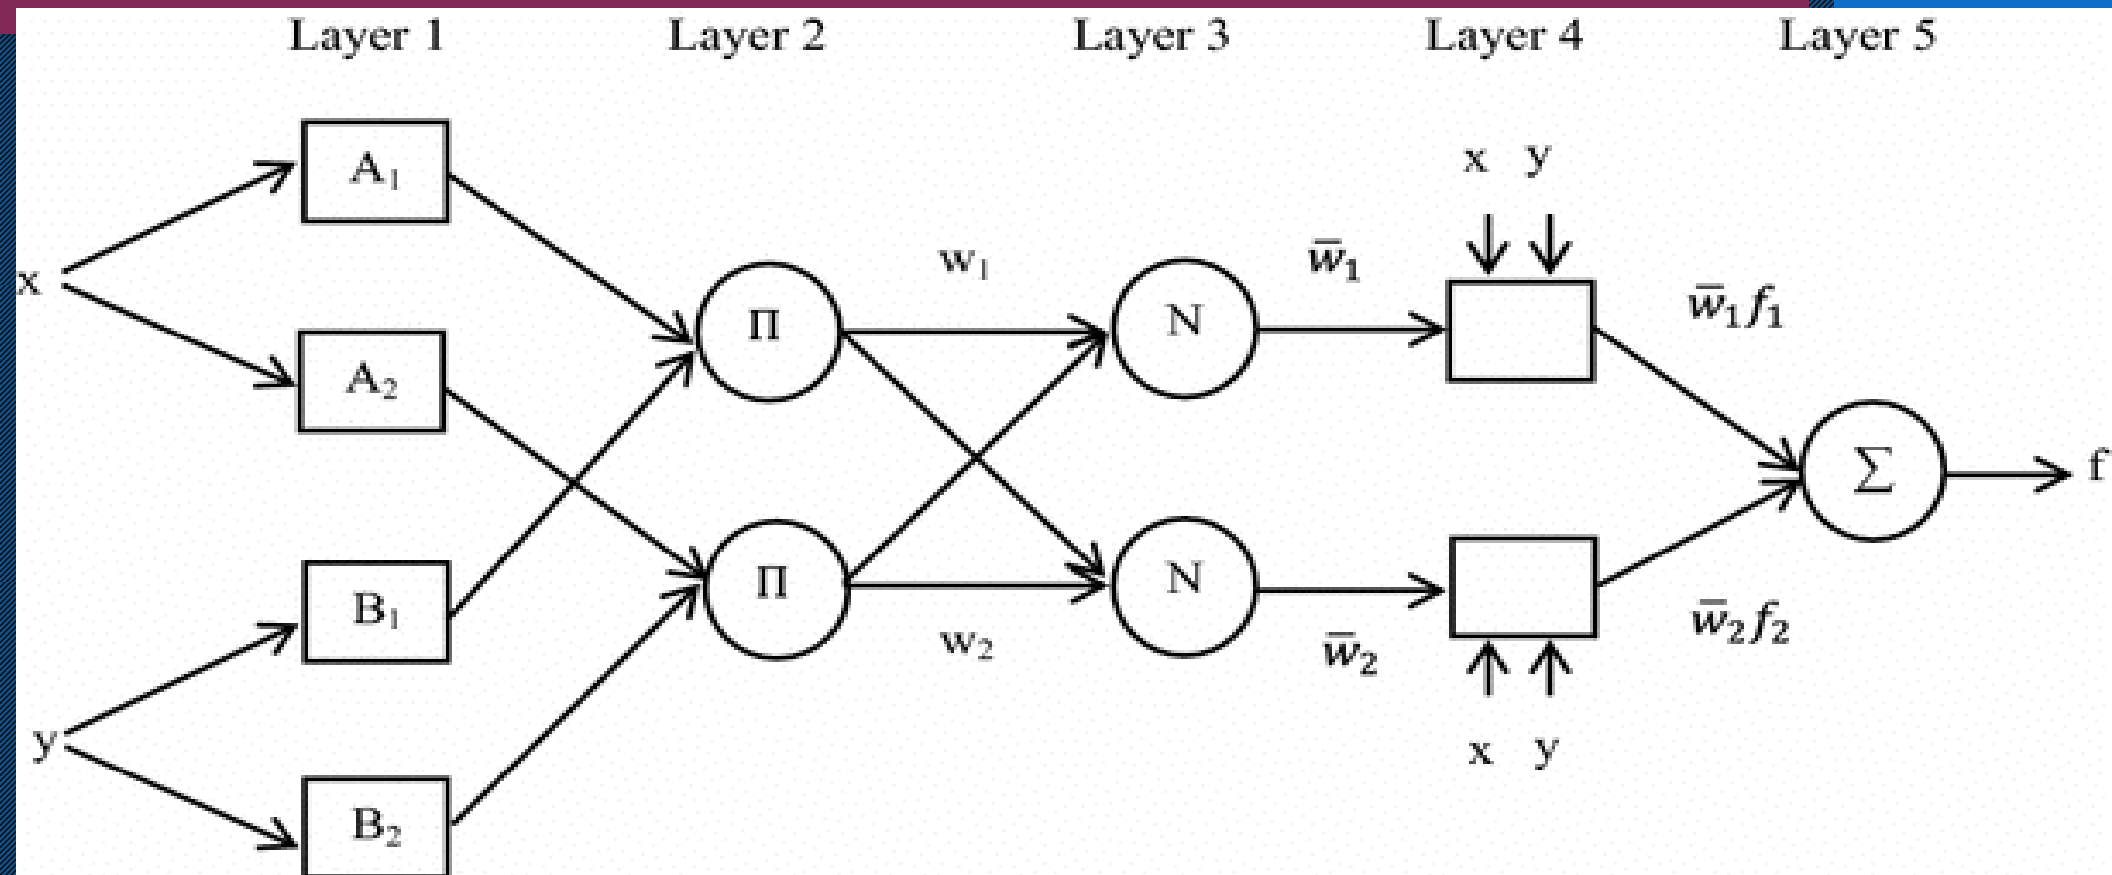 Layer 1 Layer 2 Layer 3 Layer 4 Layer 5
x y
A₁
w₁ w̅₁
x
Π N w̅₁f₁
A₂
Σ f
Π N
B₁ w̅₂f₂
w₂ w̅₂
y x y
B₂